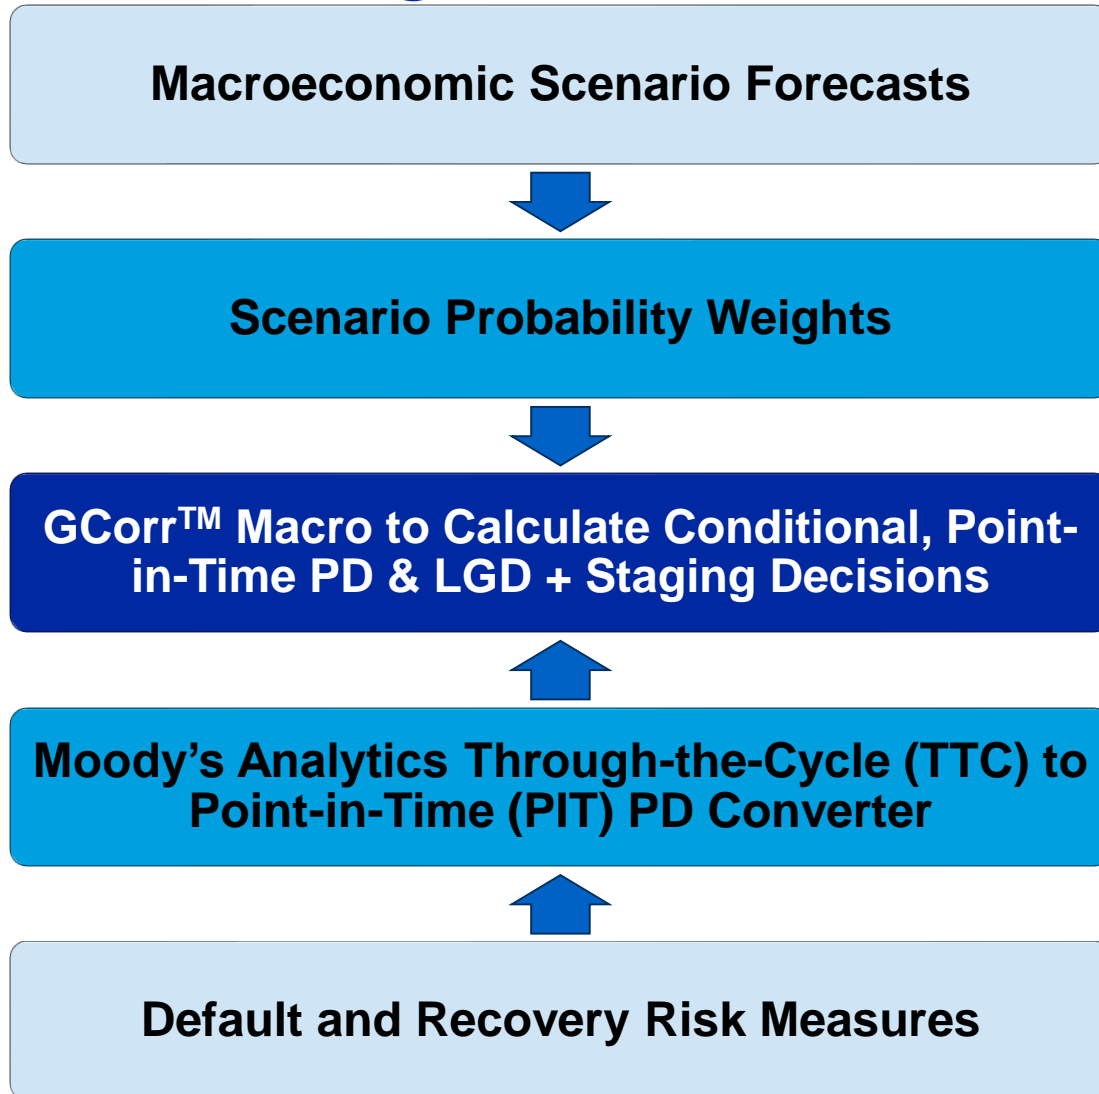 Macroeconomic Scenario Forecasts
Scenario Probability Weights
GCorr™ Macro to Calculate Conditional, Point-
in-Time PD & LGD + Staging Decisions
Moody’s Analytics Through-the-Cycle (TTC) to
Point-in-Time (PIT) PD Converter
Default and Recovery Risk Measures